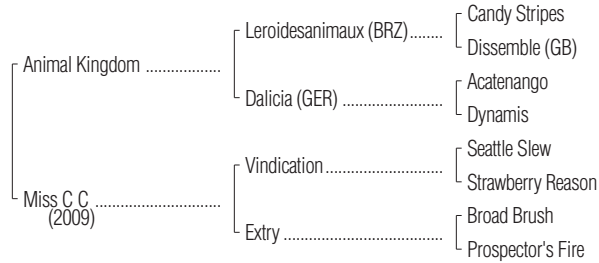 Candy Stripes
Leroidesanimaux (BRZ)........
Dissemble (GB)
Animal Kingdom ..................
Acatenango
Dalicia (GER) ........................
Dynamis
Seattle Slew
Vindication............................
Strawberry Reason
Miss C C ..............................
(2009)
Broad Brush
Extry ......................................
Prospector's Fire